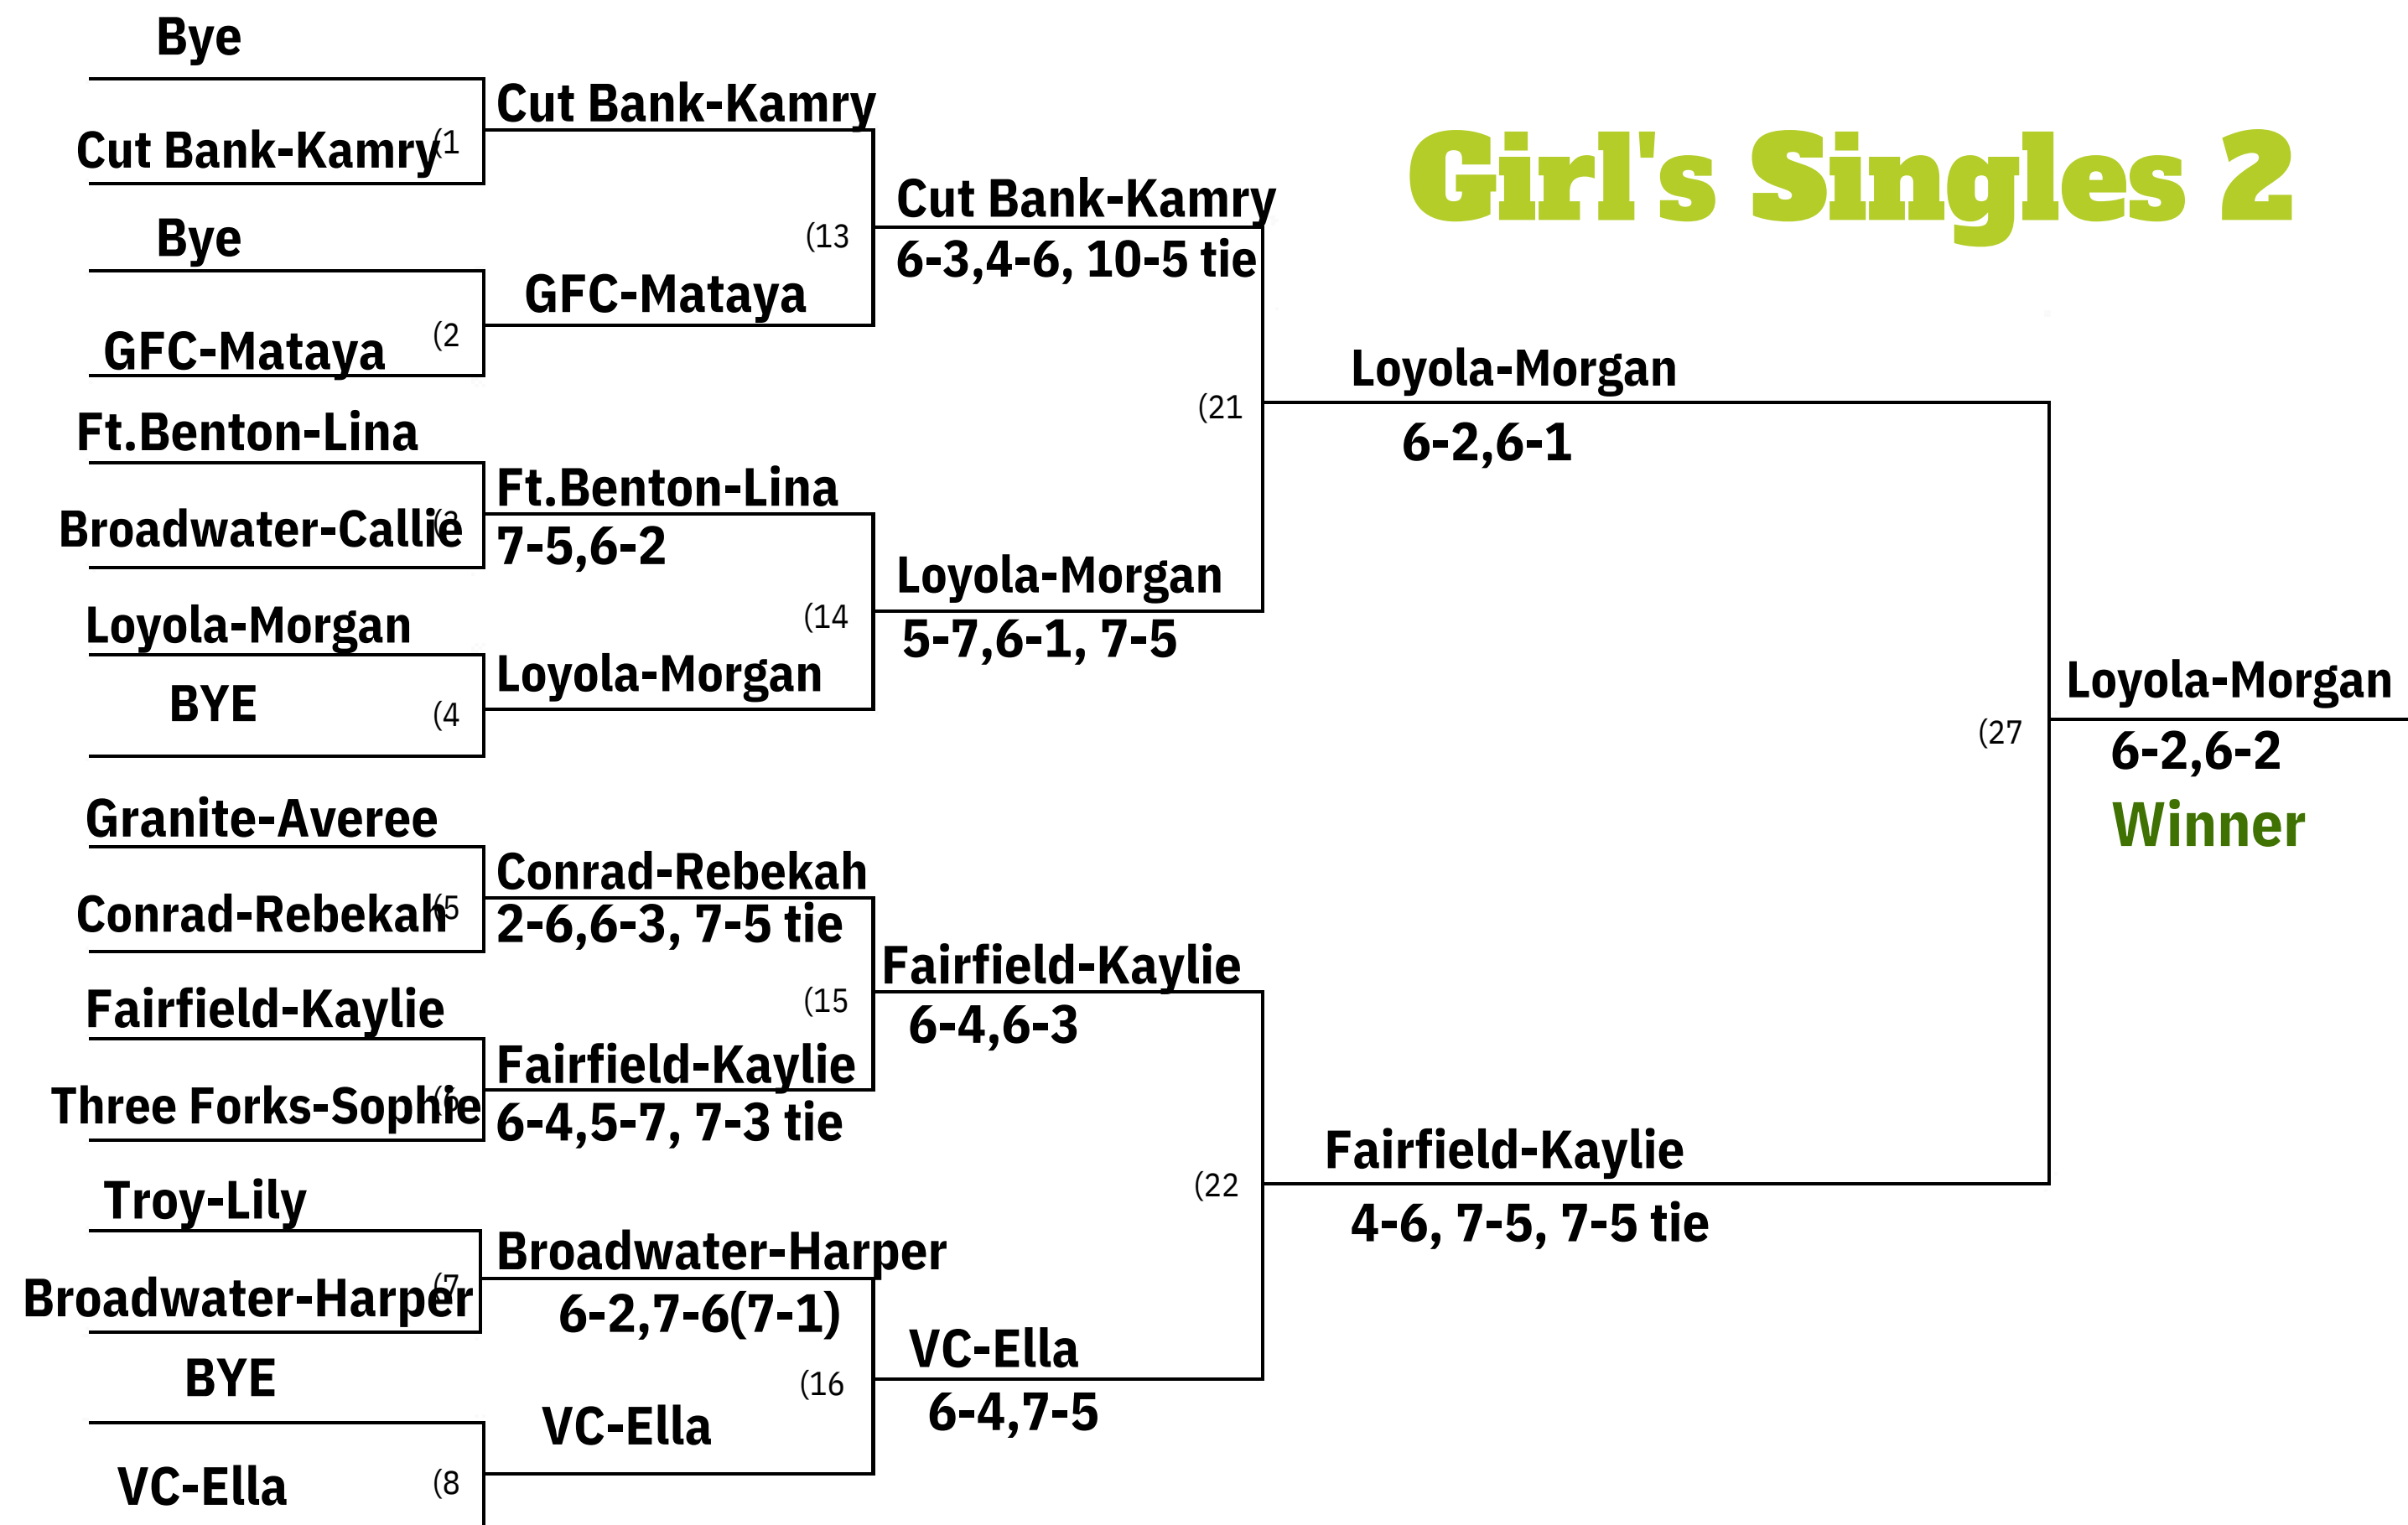 Girl's Singles 2
Bye
Cut Bank-Kamry
(1
Bye
GFC-Mataya
(2
Ft.Benton-Lina
Broadwater-Callie
(3
Loyola-Morgan
BYE
(4
Granite-Averee
Conrad-Rebekah
(5
Fairfield-Kaylie
Three Forks-Sophie
(6
Troy-Lily
Broadwater-Harper
(7
BYE
VC-Ella
(8
Cut Bank-Kamry
GFC-Mataya
(13
Ft.Benton-Lina
7-5,6-2
Loyola-Morgan
(14
Conrad-Rebekah
2-6,6-3, 7-5 tie
Fairfield-Kaylie
6-4,5-7, 7-3 tie
(15
Broadwater-Harper
6-2,7-6(7-1)
VC-Ella
(16
Cut Bank-Kamry
6-3,4-6, 10-5 tie
Loyola-Morgan
5-7,6-1, 7-5
(21
Fairfield-Kaylie
6-4,6-3
VC-Ella
6-4,7-5
(22
Loyola-Morgan
6-2,6-1
Fairfield-Kaylie
4-6, 7-5, 7-5 tie
(27
Loyola-Morgan
6-2,6-2
Winner